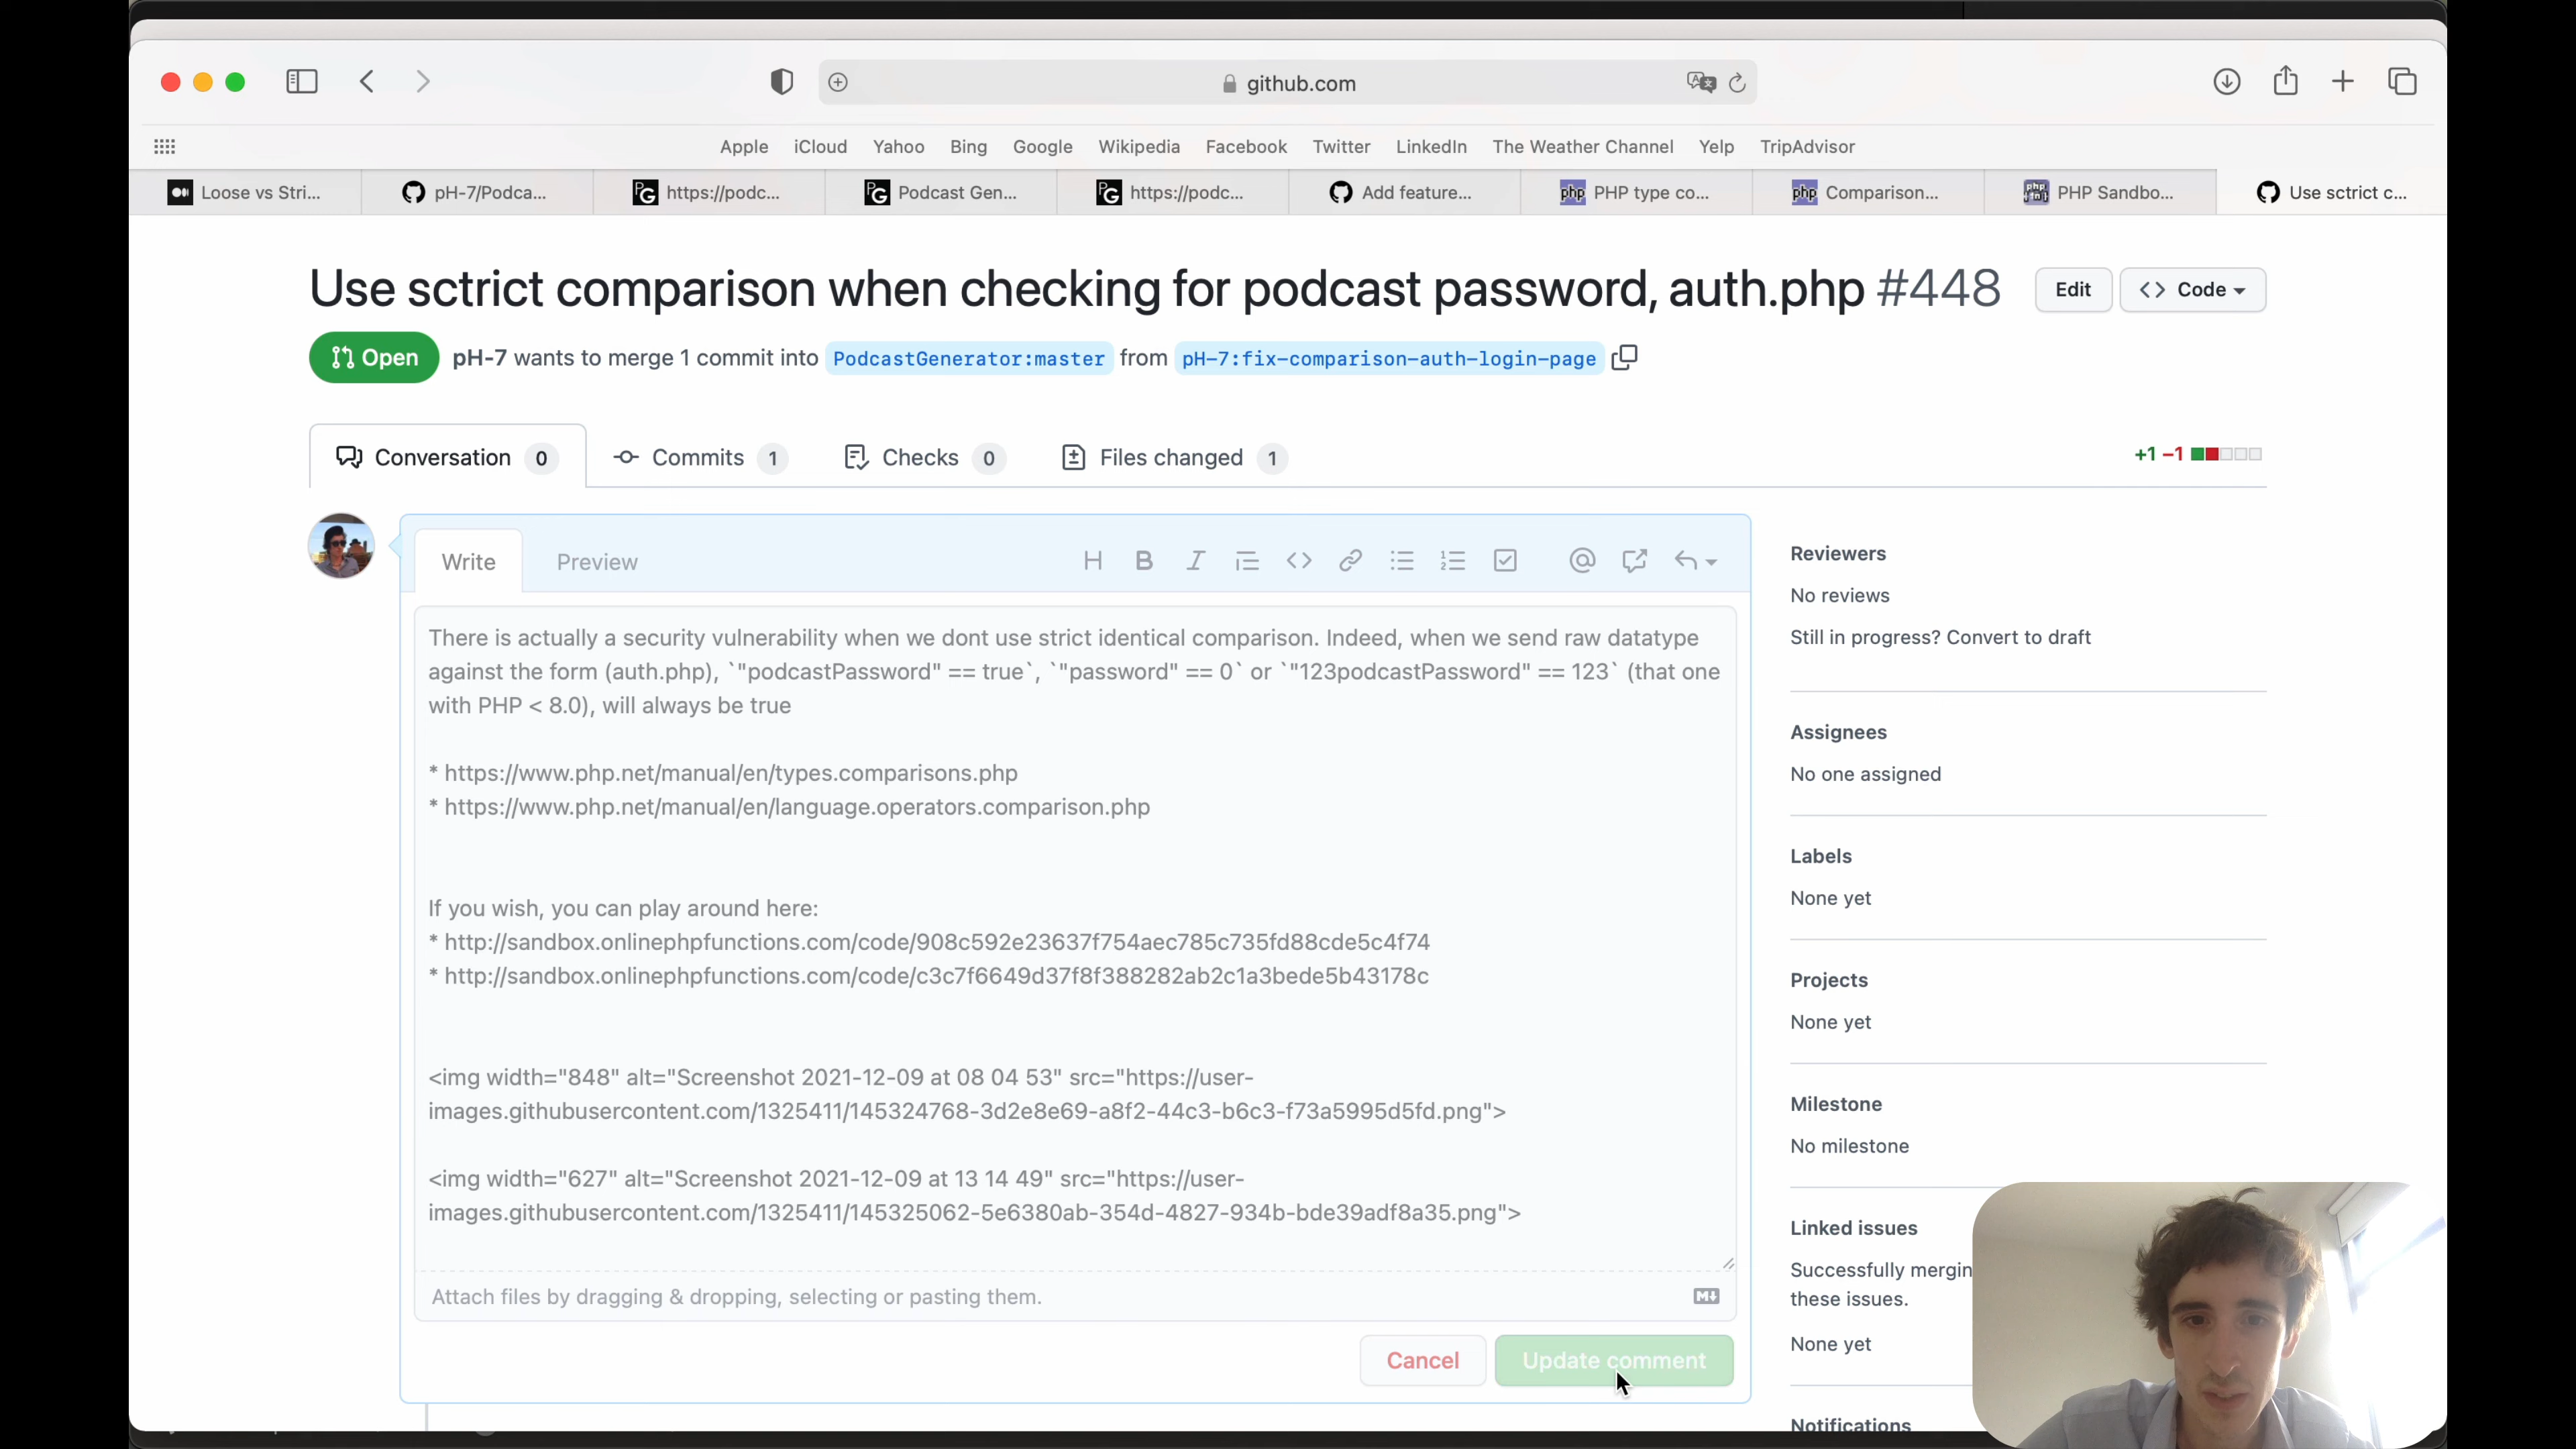 github.com
Apple iCloud Yahoo Bing Google Wikipedia Facebook Twitter LinkedIn The Weather Channel Yelp TripAdvisor
Loose vs Stri... pH-7/Podca... https://podc... Podcast Gen... https://podc... Add feature... PHP type co... Comparison... PHP Sandbo... Use sctrict c...
Use sctrict comparison when checking for podcast password, auth.php #448 Edit Code
Open pH-7 wants to merge 1 commit into PodcastGenerator:master from pH-7:fix-comparison-auth-login-page
Conversation 0 Commits 1 Checks 0 Files changed 1 +1 −1
Write Preview
There is actually a security vulnerability when we dont use strict identical comparison. Indeed, when we send raw datatype
against the form (auth.php), `"podcastPassword" == true`, `"password" == 0` or `"123podcastPassword" == 123` (that one
with PHP < 8.0), will always be true
* https://www.php.net/manual/en/types.comparisons.php
* https://www.php.net/manual/en/language.operators.comparison.php
If you wish, you can play around here:
* http://sandbox.onlinephpfunctions.com/code/908c592e23637f754aec785c735fd88cde5c4f74
* http://sandbox.onlinephpfunctions.com/code/c3c7f6649d37f8f388282ab2c1a3bede5b43178c
<img width="848" alt="Screenshot 2021-12-09 at 08 04 53" src="https://user-
images.githubusercontent.com/1325411/145324768-3d2e8e69-a8f2-44c3-b6c3-f73a5995d5fd.png">
<img width="627" alt="Screenshot 2021-12-09 at 13 14 49" src="https://user-
images.githubusercontent.com/1325411/145325062-5e6380ab-354d-4827-934b-bde39adf8a35.png">
Attach files by dragging & dropping, selecting or pasting them.
Cancel Update comment
Reviewers
No reviews
Still in progress? Convert to draft
Assignees
No one assigned
Labels
None yet
Projects
None yet
Milestone
No milestone
Linked issues
Successfully mergin
these issues.
None yet
Notifications